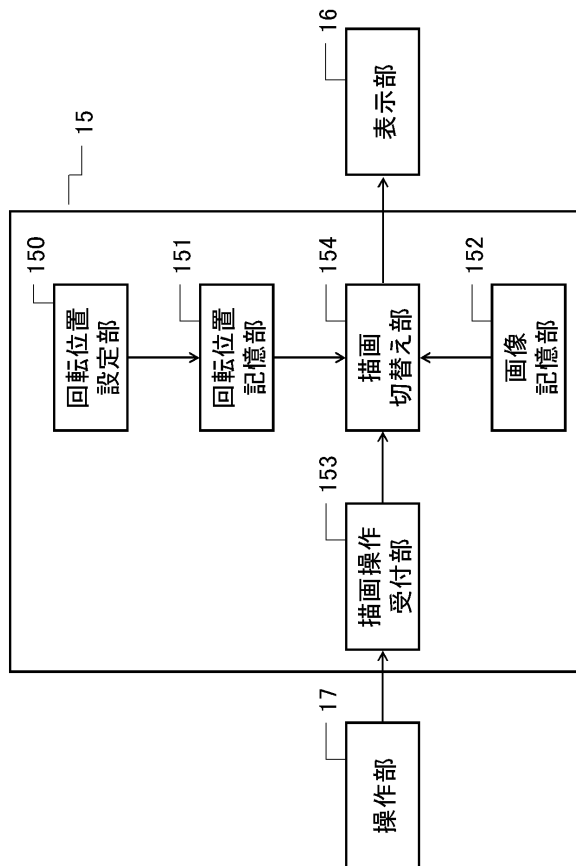 15
150
回転位置
設定部
151
回転位置
記憶部
17
操作部
153
描画操作
受付部
154
描画
切替え部
16
表示部
152
画像
記憶部